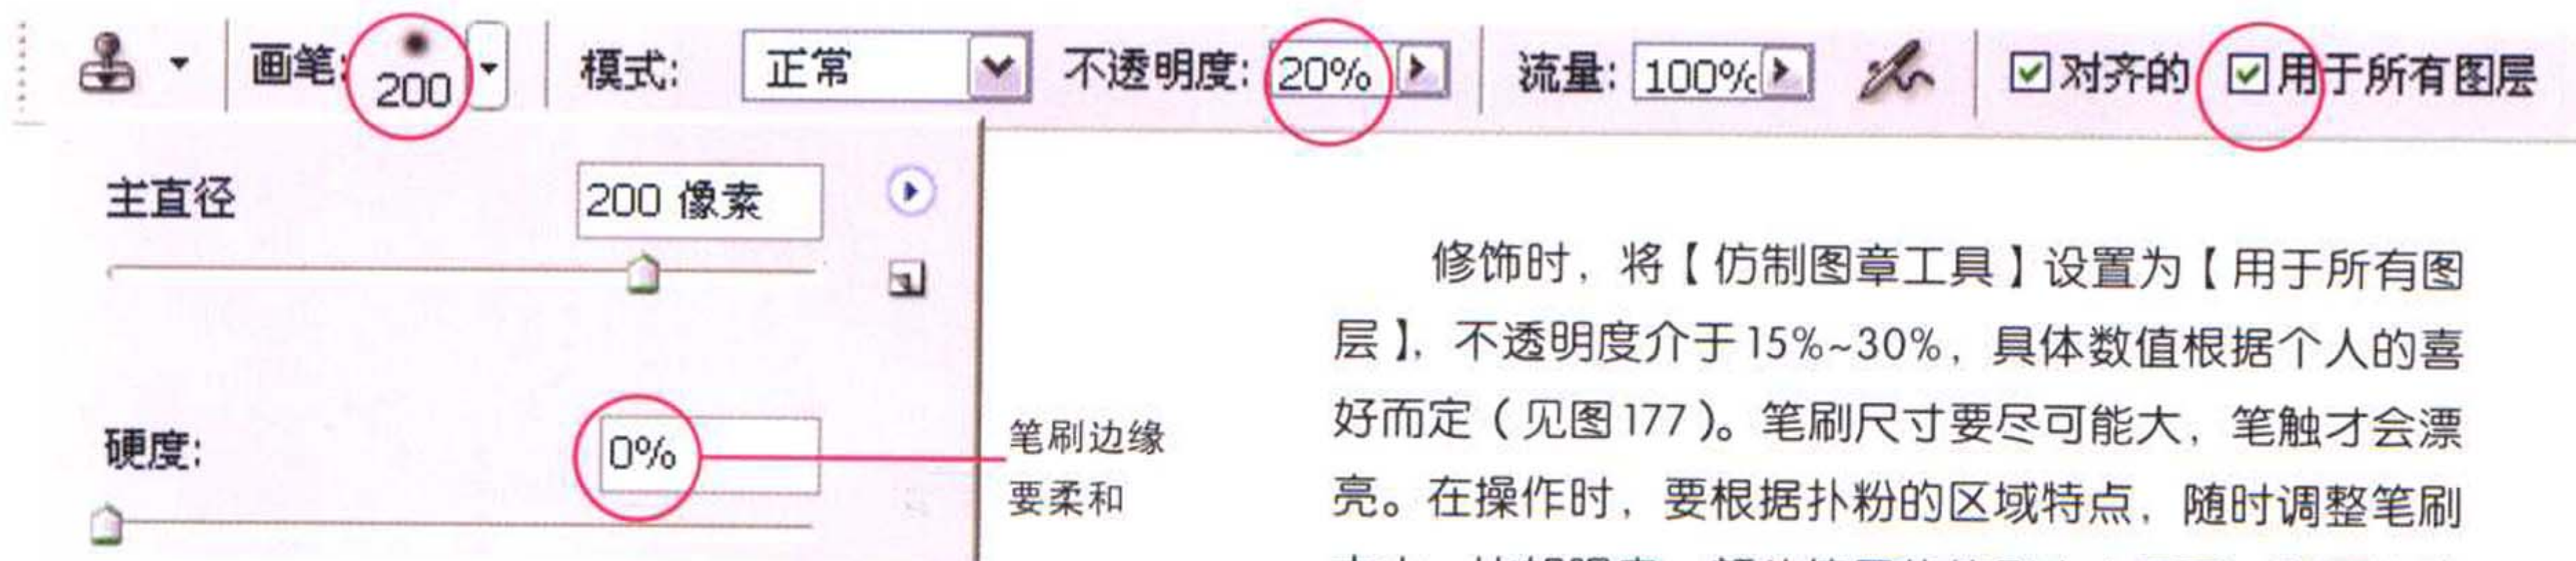 画笔: 200 模式: 正常 不透明度: 20% 流量: 100% 对齐的 用于所有图层
主直径 200 像素
硬度: 0%
笔刷边缘
要柔和
修饰时，将【仿制图章工具】设置为【用于所有图
层】，不透明度介于15%~30%，具体数值根据个人的喜
好而定（见图177）。笔刷尺寸要尽可能大，笔触才会漂
亮。在操作时，要根据扑粉的区域特点，随时调整笔刷